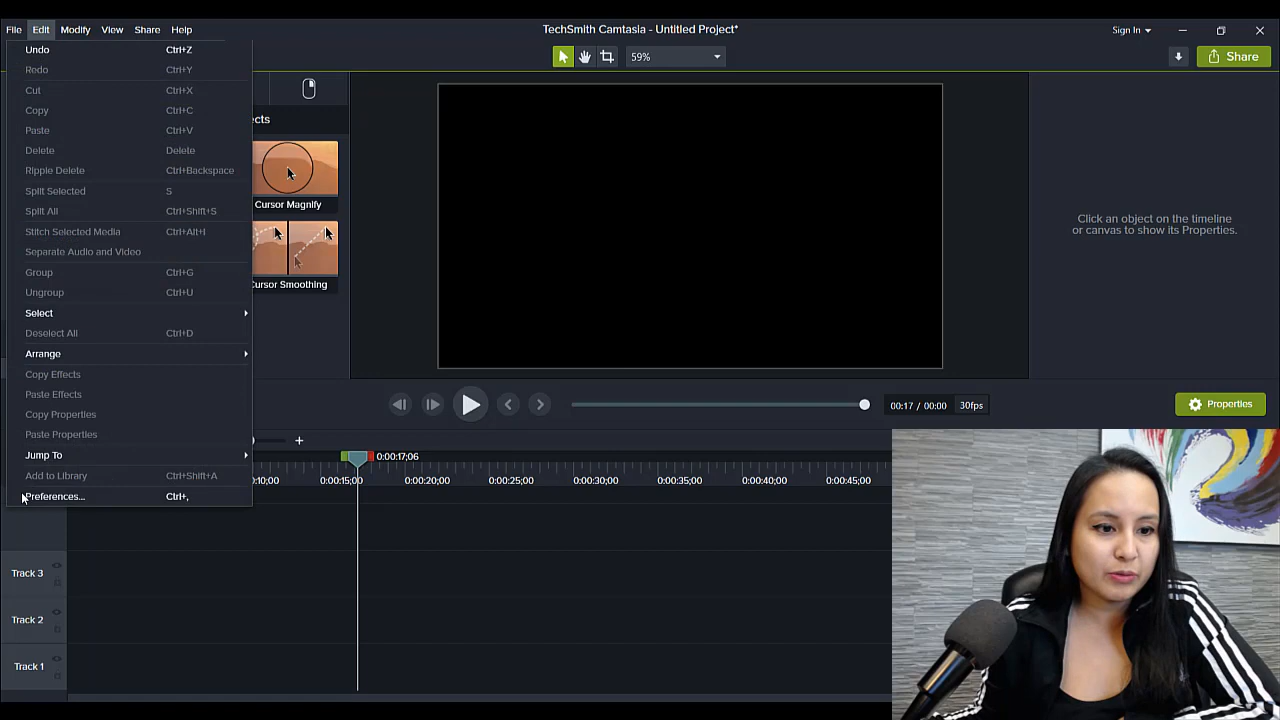 File Edit Modify View Share Help
TechSmith Camtasia - Untitled Project*
Sign In
59%
Share
Undo Ctrl+Z
Redo Ctrl+Y
Cut Ctrl+X
Copy Ctrl+C
Paste Ctrl+V
Delete Delete
Ripple Delete Ctrl+Backspace
Split Selected S
Split All Ctrl+Shift+S
Stitch Selected Media Ctrl+Alt+I
Separate Audio and Video
Group Ctrl+G
Ungroup Ctrl+U
Select
Deselect All Ctrl+D
Arrange
Copy Effects
Paste Effects
Copy Properties
Paste Properties
Jump To
Add to Library Ctrl+Shift+A
Preferences... Ctrl+,
ects
Cursor Magnify
Cursor Smoothing
Click an object on the timeline
or canvas to show its Properties.
00:17 / 00:00 30fps
Properties
0:00:17;06
10;00 0:00:15;00 0:00:20;00 0:00:25;00 0:00:30;00 0:00:35;00 0:00:40;00 0:00:45;00
Track 3
Track 2
Track 1